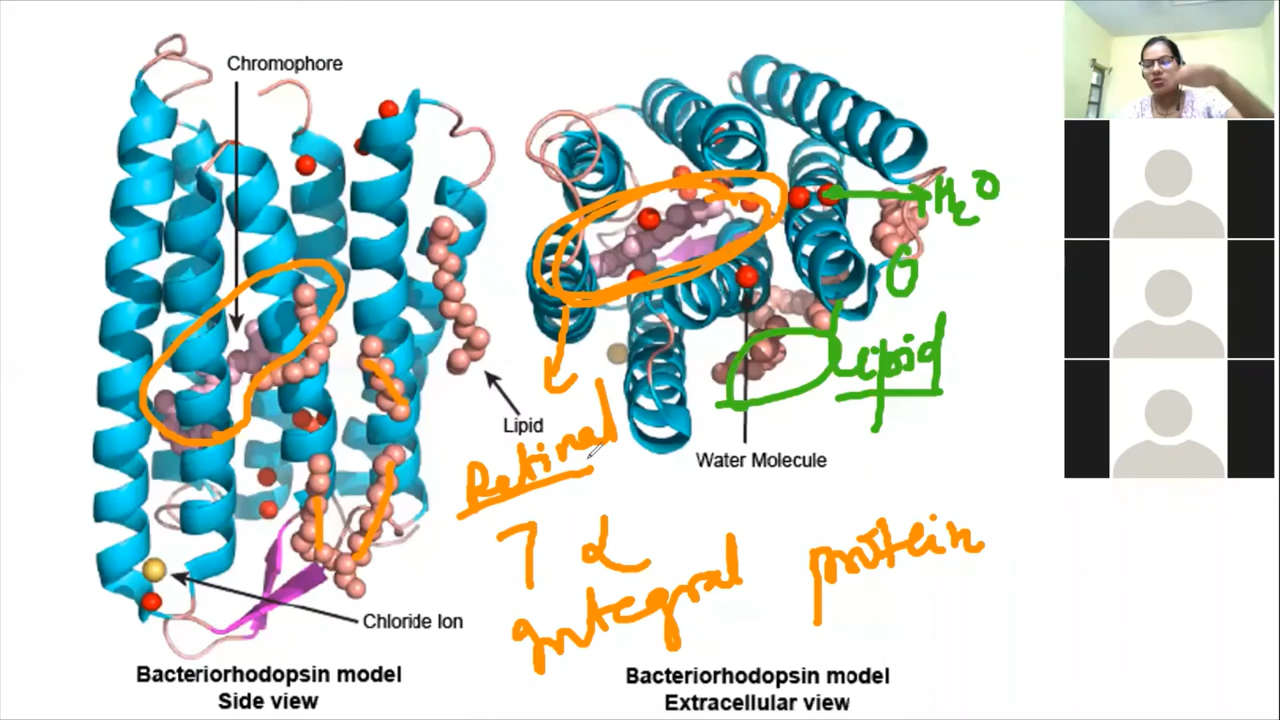 Chromophore
H2O
Lipid
Lipid
Retinal
Water Molecule
7 α
Integral protein
Chloride Ion
Bacteriorhodopsin model
Side view
Bacteriorhodopsin model
Extracellular view